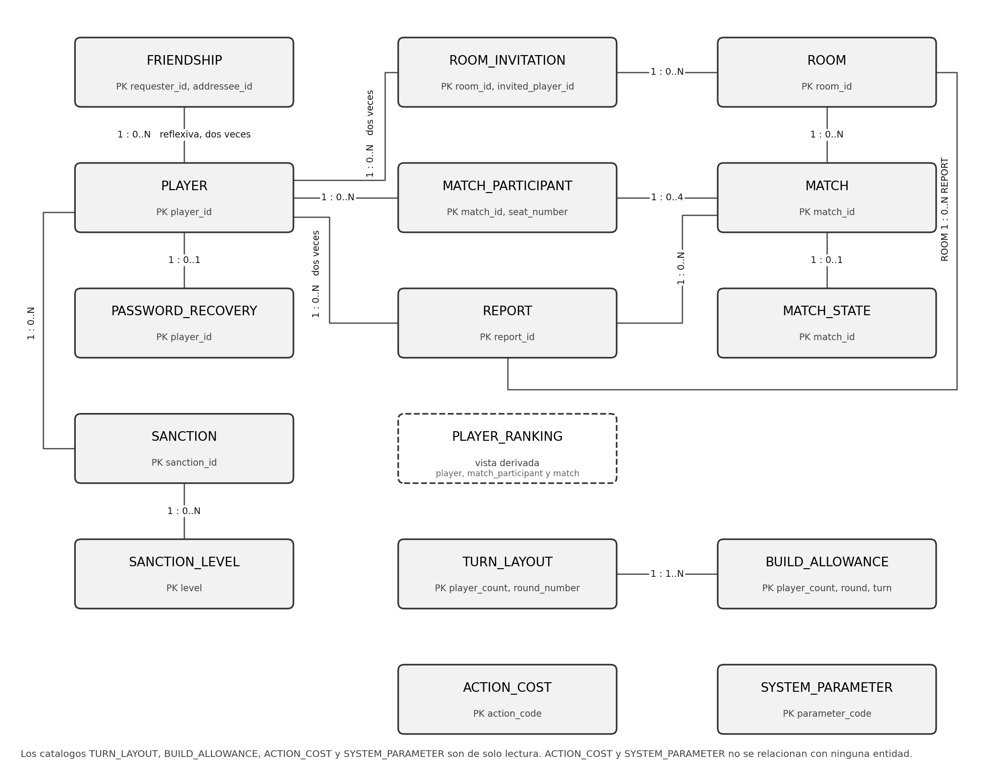 FRIENDSHIP
PK requester_id, addressee_id
ROOM_INVITATION
PK room_id, invited_player_id
1 : 0..N
ROOM
PK room_id
1 : 0..N   reflexiva, dos veces
1 : 0..N   dos veces
1 : 0..N
PLAYER
PK player_id
1 : 0..N
MATCH_PARTICIPANT
PK match_id, seat_number
1 : 0..4
MATCH
PK match_id
ROOM 1 : 0..N REPORT
1 : 0..1
1 : 0..N   dos veces
1 : 0..N
1 : 0..1
1 : 0..N
PASSWORD_RECOVERY
PK player_id
REPORT
PK report_id
MATCH_STATE
PK match_id
SANCTION
PK sanction_id
PLAYER_RANKING
vista derivada
player, match_participant y match
1 : 0..N
SANCTION_LEVEL
PK level
TURN_LAYOUT
PK player_count, round_number
1 : 1..N
BUILD_ALLOWANCE
PK player_count, round, turn
ACTION_COST
PK action_code
SYSTEM_PARAMETER
PK parameter_code
Los catalogos TURN_LAYOUT, BUILD_ALLOWANCE, ACTION_COST y SYSTEM_PARAMETER son de solo lectura. ACTION_COST y SYSTEM_PARAMETER no se relacionan con ninguna entidad.